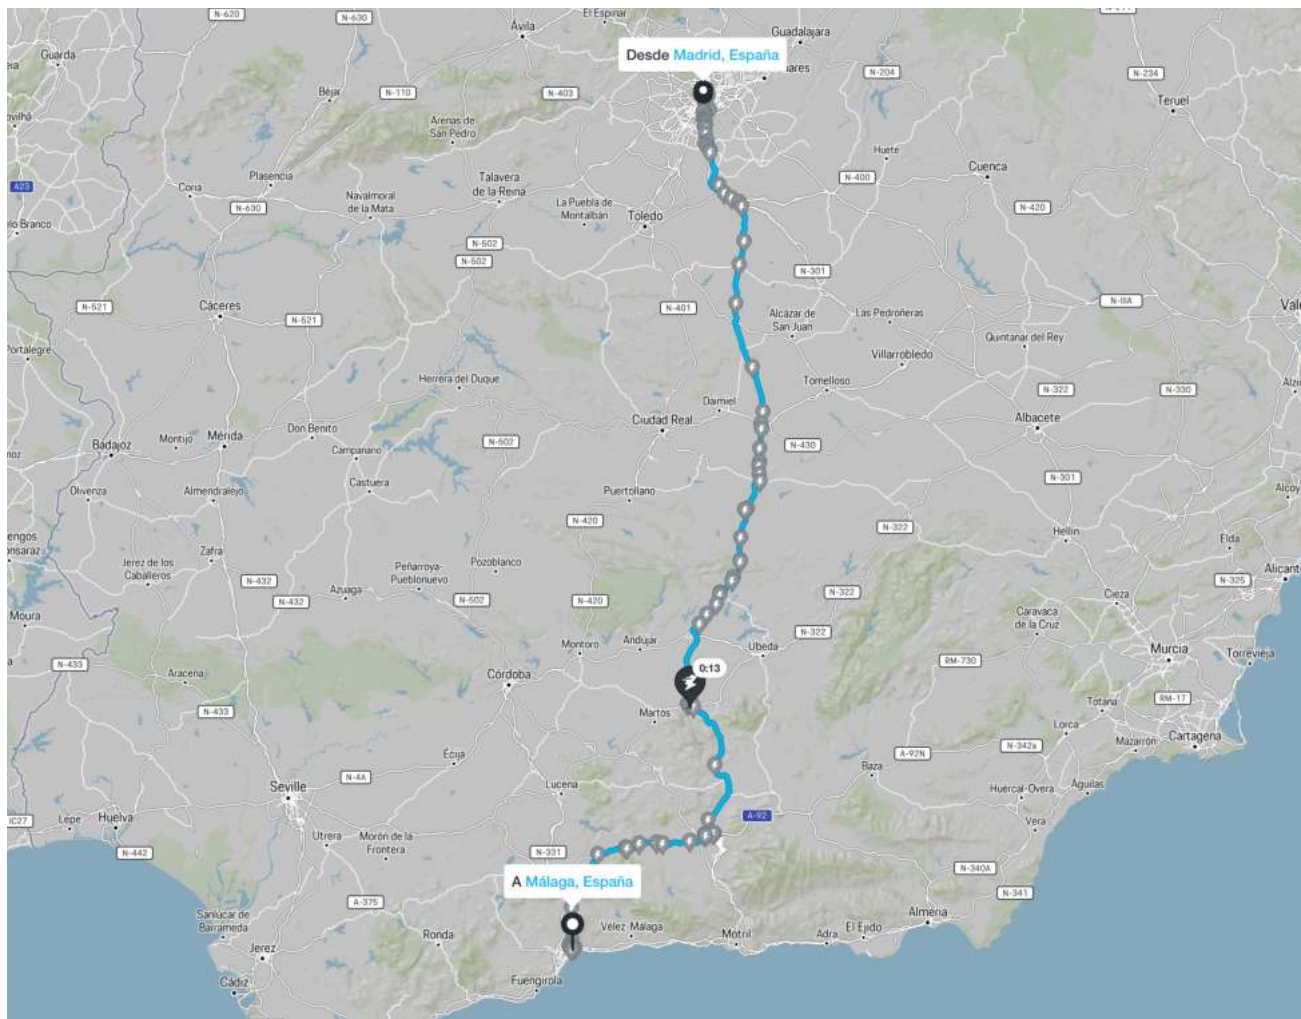 N-620
N-630
Ávila
El Espinar
Guadalajara
Guarda
Desde Madrid, España
N-204
N-234
Béjar
N-110
N-403
Teruel
Arenas de
San Pedro
Huete
Plasencia
Talavera
de la Reina
Cuenca
A23
Coria
Navalmoral
de la Mata
N-400
N-630
La Puebla de
Montalbán
Toledo
N-420
N-502
N-502
N-301
N-521
Cáceres
N-521
N-401
N-IIIA
Alcázar de
San Juan
Las Pedroñeras
Portalegre
Quintanar del Rey
Villarrobledo
Herrera del Duque
Tomelloso
N-322
N-330
Daimiel
Ciudad Real
Albacete
Badajoz
Montijo
Mérida
Don Benito
N-502
N-430
Campanario
Castuera
N-301
Olivenza
Almendralejo
Puertollano
N-420
N-322
Hellín
Elda
Zafra
Jerez de los
Caballeros
Peñarroya-
Pueblonuevo
Pozoblanco
N-432
Azuaga
N-432
N-502
N-420
N-322
N-325
Alicante
Cieza
Moura
Caravaca
de la Cruz
Montoro
Andújar
N-322
Úbeda
Murcia
Torrevieja
N-433
Aracena
RM-730
0:13
Córdoba
RM-17
N-433
Martos
Totana
Lorca
Cartagena
Mazarrón
N-342a
A-92N
Écija
Baza
N-4A
Seville
Lucena
Huércal-Overa
Águilas
IC27
Lepe
Huelva
A-92
Vera
Utrera
Morón de la
Frontera
N-442
N-331
N-340A
A Málaga, España
N-341
A-375
Sanlúcar de
Barrameda
Ronda
Vélez-Málaga
Motril
Adra
El Ejido
Almería
Jerez
Cádiz
Fuengirola